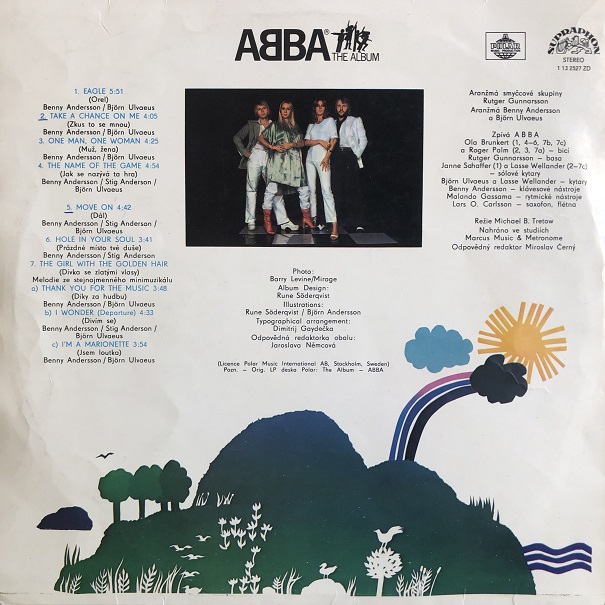 ABBA®
THE ALBUM
POLAR
SUPRAPHON
STEREO
1 13 2527 ZD
1. EAGLE 5:51
(Orel)
Benny Andersson / Björn Ulvaeus
2. TAKE A CHANCE ON ME 4:05
(Zkus to se mnou)
Benny Andersson / Björn Ulvaeus
3. ONE MAN, ONE WOMAN 4:25
(Muž, žena)
Benny Andersson / Björn Ulvaeus
4. THE NAME OF THE GAME 4:54
(Jak se nazývá ta hra)
Benny Andersson / Stig Anderson /
Björn Ulvaeus
5. MOVE ON 4:42
(Dál)
Benny Andersson / Stig Anderson /
Björn Ulvaeus
6. HOLE IN YOUR SOUL 3:41
(Prázdné místo tvé duše)
Benny Andersson / Stig Anderson
7. THE GIRL WITH THE GOLDEN HAIR
(Dívka se zlatými vlasy)
Melodie ze stejnojmenného minimuzikálu
a) THANK YOU FOR THE MUSIC 3:48
(Díky za hudbu)
Benny Andersson / Björn Ulvaeus
b) I WONDER (Departure) 4:33
(Divím se)
Benny Andersson / Stig Anderson /
Björn Ulvaeus
c) I'M A MARIONETTE 3:54
(Jsem loutka)
Benny Andersson / Björn Ulvaeus
Photo:
Barry Levine/Mirage
Album Design:
Rune Söderqvist
Illustrations:
Rune Söderqvist / Björn Andersson
Typographical arrangement:
Dimitrij Gaydečka
Odpovědná redaktorka obalu:
Jaroslava Němcová
(Licence Polar Music International AB, Stockholm, Sweden)
Pozn. – Orig. LP deska Polar: The Album – ABBA
Aranžmá smyčcové skupiny
Rutger Gunnarsson
Aranžmá Benny Andersson
a Björn Ulvaeus
Zpívá ABBA
Ola Brunkert (1, 4–6, 7b, 7c)
a Roger Palm (2, 3, 7a) – bicí
Rutger Gunnarsson – basa
Janne Schaffer (1) a Lasse Wellander (2–7c)
– sólové kytary
Björn Ulvaeus a Lasse Wellander – kytary
Benny Andersson – klávesové nástroje
Malando Gassama – rytmické nástroje
Lars O. Carlsson – saxofon, flétna
Režie Michael B. Tretow
Nahráno ve studiích
Marcus Music & Metronome
Odpovědný redaktor Miroslav Černý